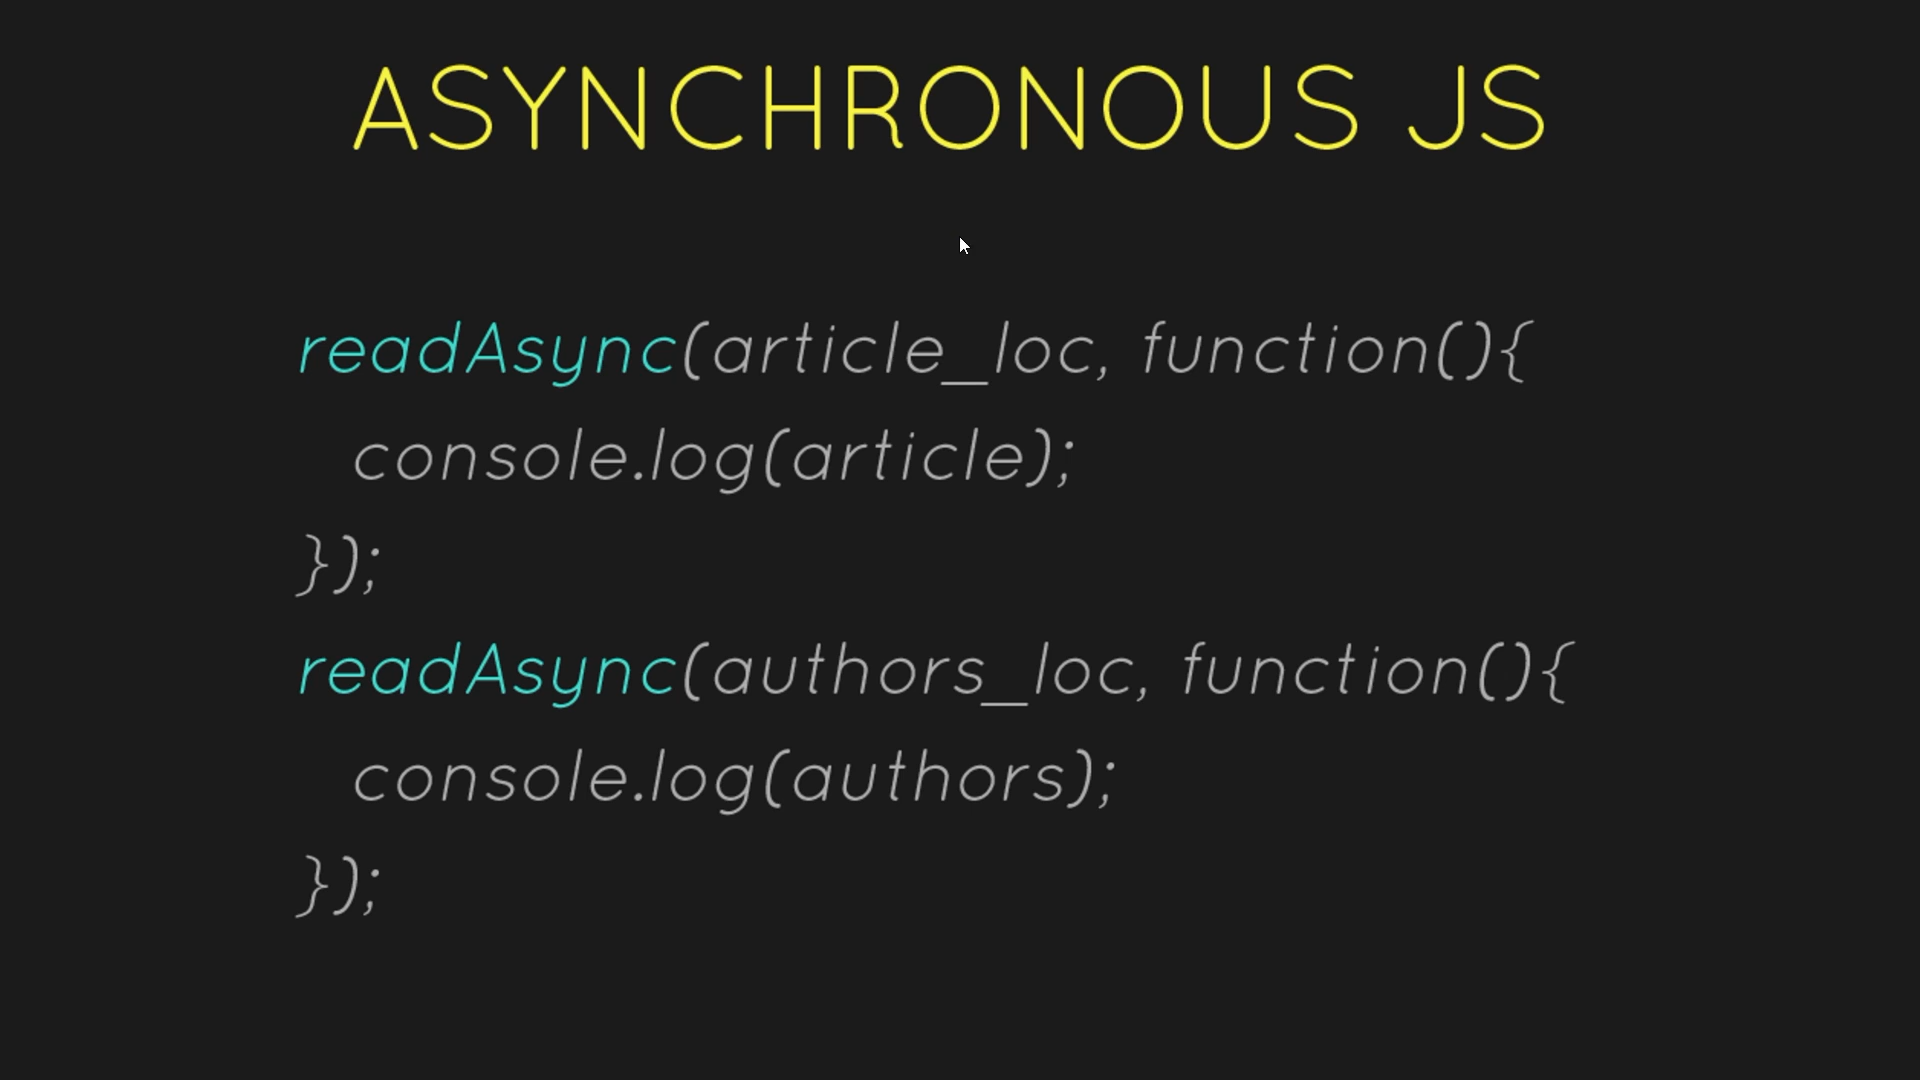 ASYNCHRONOUS JS
readAsync(article_loc, function(){
console.log(article);
});
readAsync(authors_loc, function(){
console.log(authors);
});